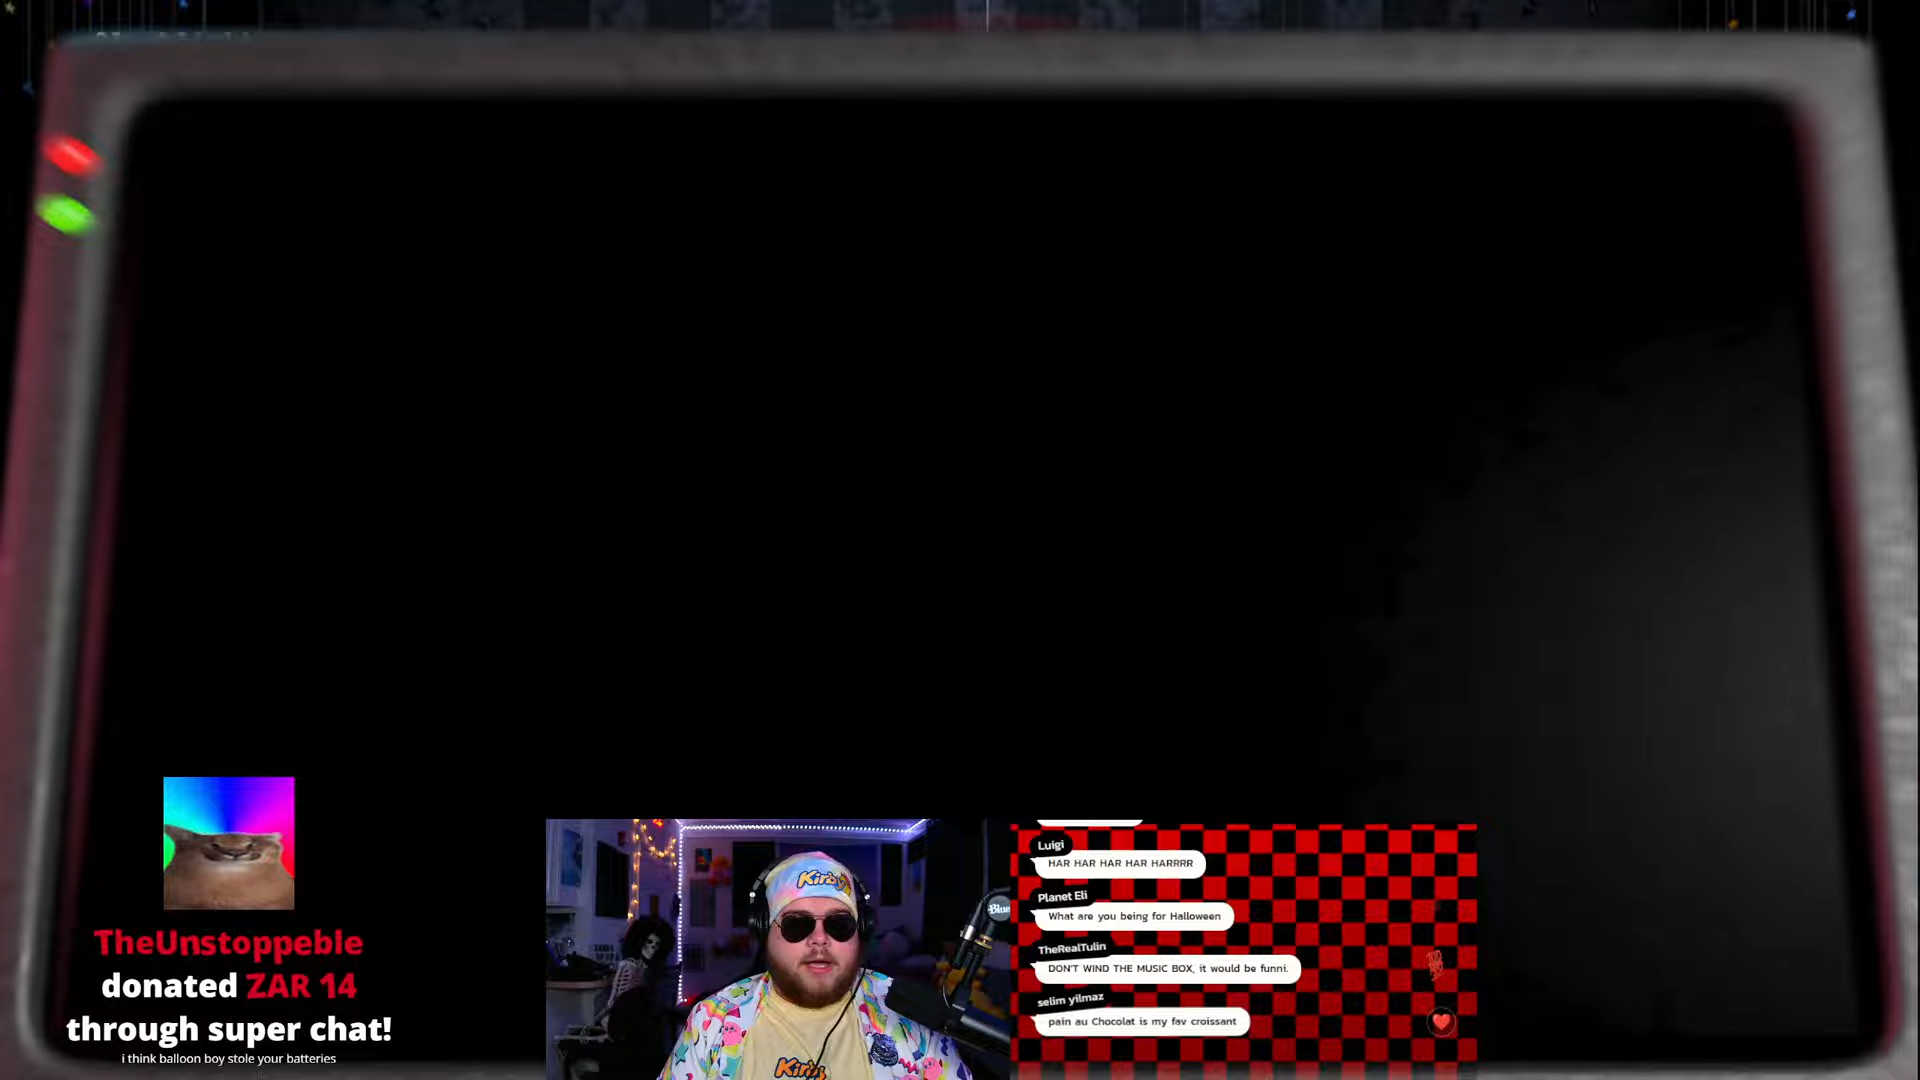 TheUnstoppebie
donated ZAR 14
through super chat!
i think balloon boy stole your batteries
Kirby
Kirby
Blue
Luigi
HAR HAR HAR HAR HARRRR
Planet Eli
What are you being for Halloween
TheRealTulin
DON'T WIND THE MUSIC BOX, it would be funni.
selim yilmaz
pain au Chocolat is my fav croissant